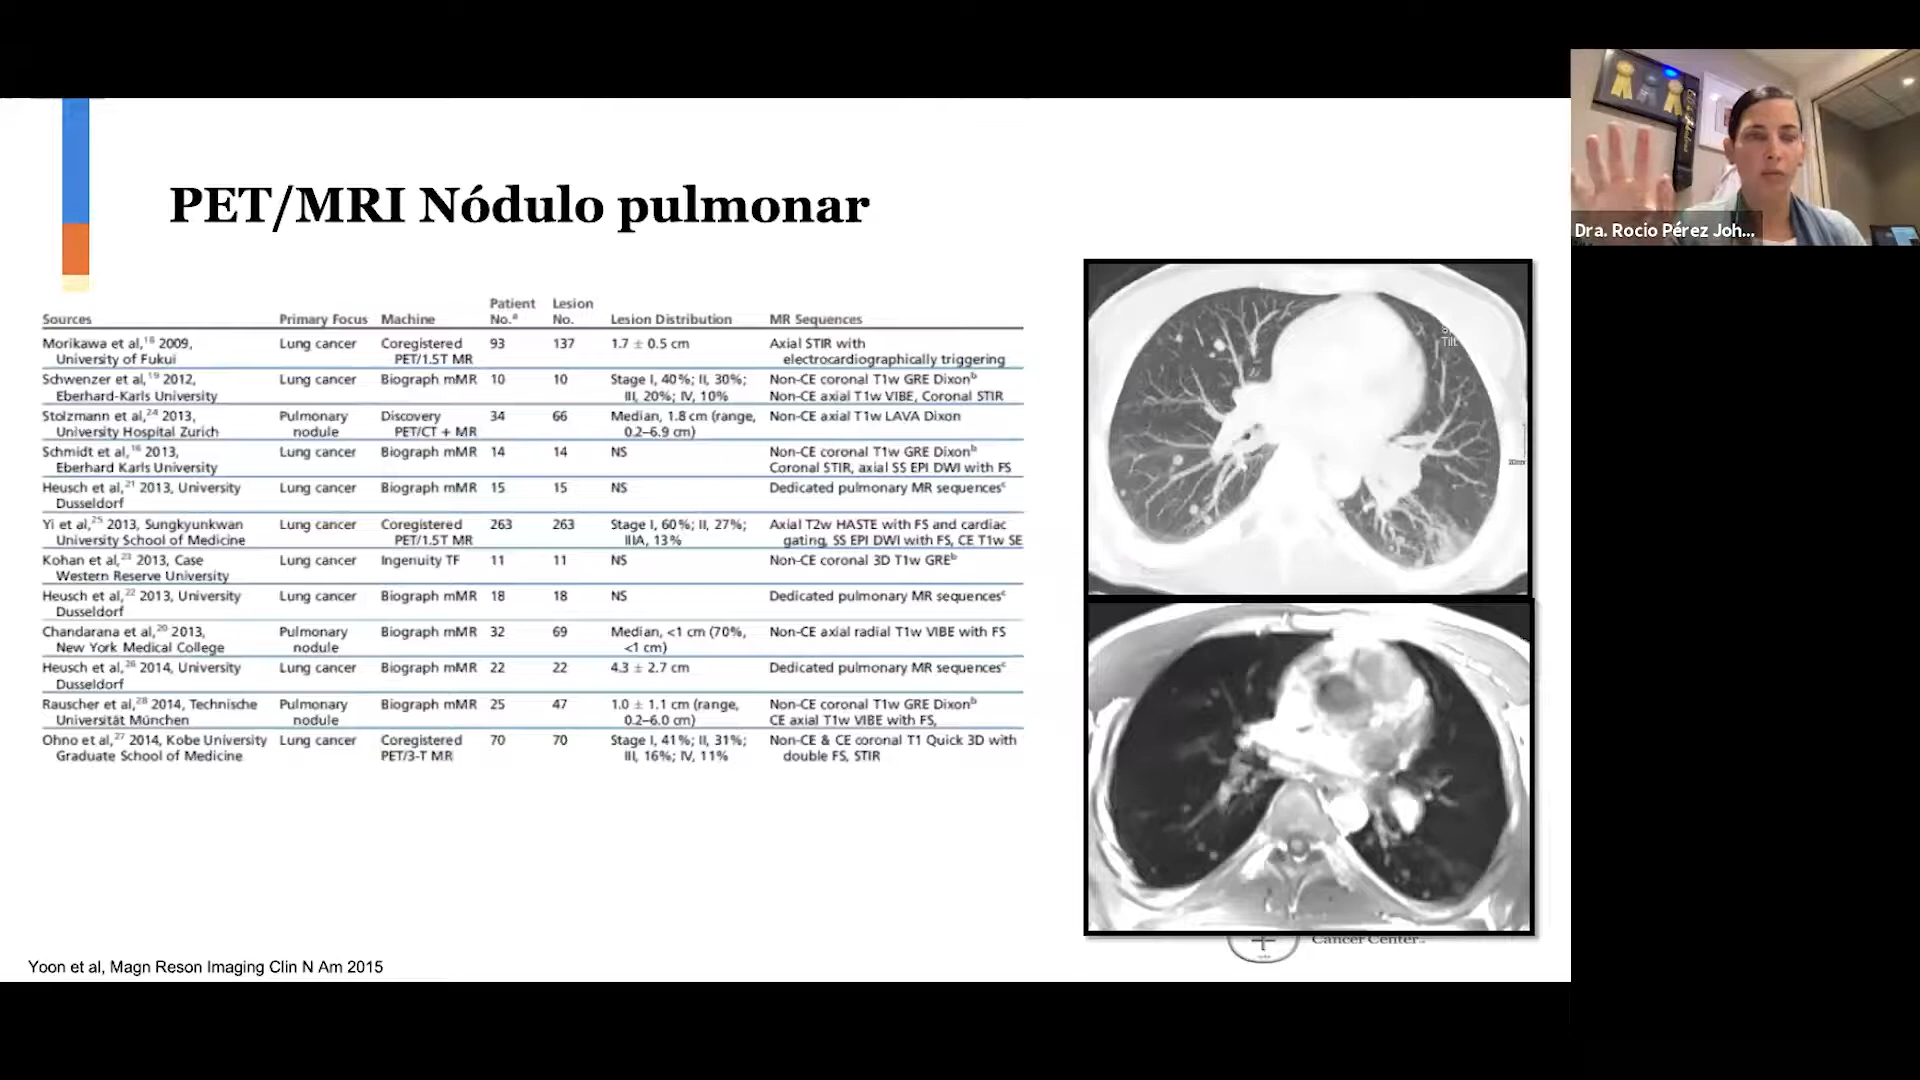 PET/MRI Nódulo pulmonar
Patient Lesion
Sources Primary Focus Machine No.ᵃ No. Lesion Distribution MR Sequences
Morikawa et al,¹⁸ 2009, Lung cancer Coregistered 93 137 1.7 ± 0.5 cm Axial STIR with
University of Fukui PET/1.5T MR electrocardiographically triggering
Schwenzer et al,¹⁹ 2012, Lung cancer Biograph mMR 10 10 Stage I, 40%; II, 30%; Non-CE coronal T1w GRE Dixonᵇ
Eberhard-Karls University III, 20%; IV, 10% Non-CE axial T1w VIBE, Coronal STIR
Stolzmann et al,²⁴ 2013, Pulmonary Discovery 34 66 Median, 1.8 cm (range, Non-CE axial T1w LAVA Dixon
University Hospital Zurich nodule PET/CT + MR 0.2–6.9 cm)
Schmidt et al,¹⁶ 2013, Lung cancer Biograph mMR 14 14 NS Non-CE coronal T1w GRE Dixonᵇ
Eberhard Karls University Coronal STIR, axial SS EPI DWI with FS
Heusch et al,²¹ 2013, University Lung cancer Biograph mMR 15 15 NS Dedicated pulmonary MR sequencesᶜ
Dusseldorf
Yi et al,²⁵ 2013, Sungkyunkwan Lung cancer Coregistered 263 263 Stage I, 60%; II, 27%; Axial T2w HASTE with FS and cardiac
University School of Medicine PET/1.5T MR IIIA, 13% gating, SS EPI DWI with FS, CE T1w SE
Kohan et al,²³ 2013, Case Lung cancer Ingenuity TF 11 11 NS Non-CE coronal 3D T1w GREᵇ
Western Reserve University
Heusch et al,²² 2013, University Lung cancer Biograph mMR 18 18 NS Dedicated pulmonary MR sequencesᶜ
Dusseldorf
Chandarana et al,²⁰ 2013, Pulmonary Biograph mMR 32 69 Median, <1 cm (70%, Non-CE axial radial T1w VIBE with FS
New York Medical College nodule <1 cm)
Heusch et al,²⁶ 2014, University Lung cancer Biograph mMR 22 22 4.3 ± 2.7 cm Dedicated pulmonary MR sequencesᶜ
Dusseldorf
Rauscher et al,²⁸ 2014, Technische Pulmonary Biograph mMR 25 47 1.0 ± 1.1 cm (range, Non-CE coronal T1w GRE Dixonᵇ
Universität München nodule 0.2–6.0 cm) CE axial T1w VIBE with FS,
Ohno et al,²⁷ 2014, Kobe University Lung cancer Coregistered 70 70 Stage I, 41%; II, 31%; Non-CE & CE coronal T1 Quick 3D with
Graduate School of Medicine PET/3-T MR III, 16%; IV, 11% double FS, STIR
Tilt
Cancer Center
Yoon et al, Magn Reson Imaging Clin N Am 2015
Dra. Rocio Pérez Joh...